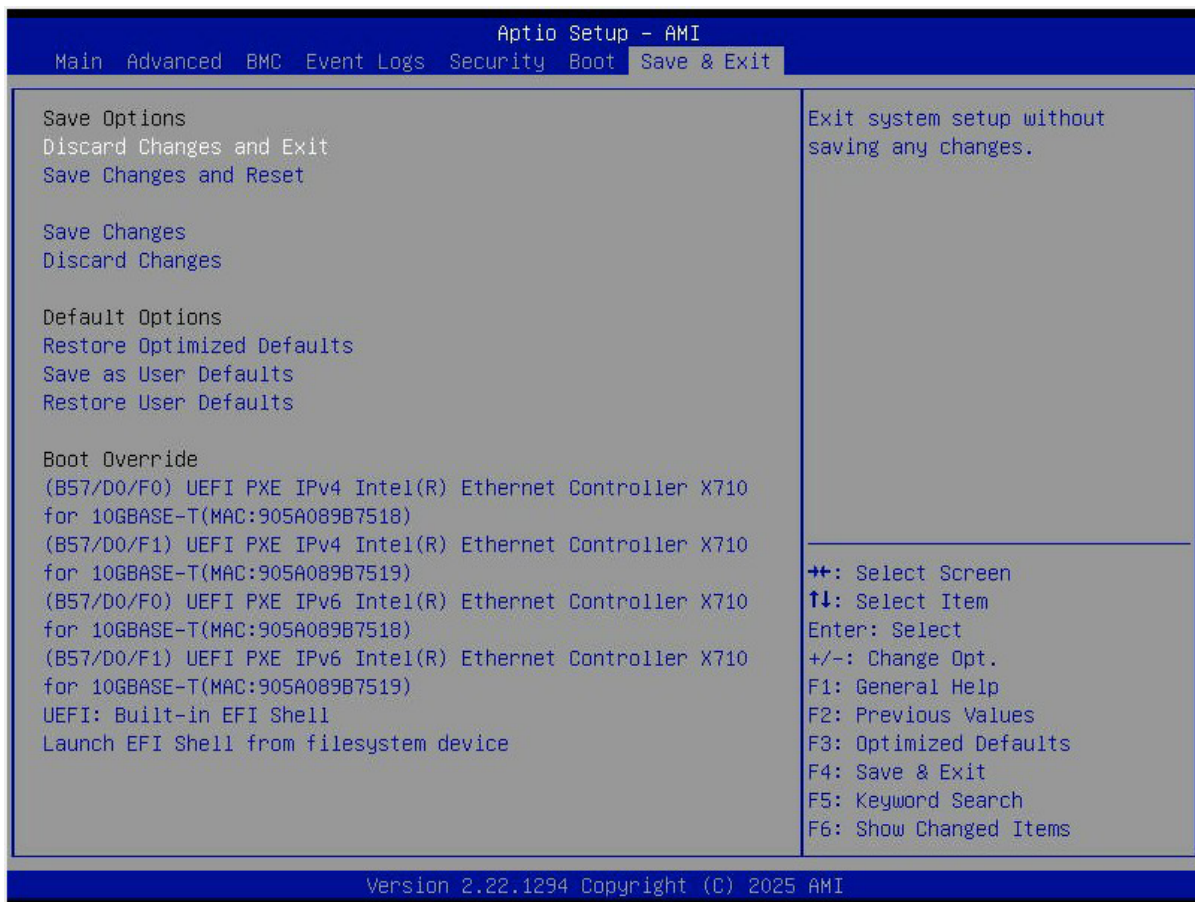 Aptio Setup – AMI
Main Advanced BMC Event Logs Security Boot Save & Exit
Save Options
Discard Changes and Exit
Save Changes and Reset
Save Changes
Discard Changes
Default Options
Restore Optimized Defaults
Save as User Defaults
Restore User Defaults
Boot Override
(B57/D0/F0) UEFI PXE IPv4 Intel(R) Ethernet Controller X710
for 10GBASE-T(MAC:905A089B7518)
(B57/D0/F1) UEFI PXE IPv4 Intel(R) Ethernet Controller X710
for 10GBASE-T(MAC:905A089B7519)
(B57/D0/F0) UEFI PXE IPv6 Intel(R) Ethernet Controller X710
for 10GBASE-T(MAC:905A089B7518)
(B57/D0/F1) UEFI PXE IPv6 Intel(R) Ethernet Controller X710
for 10GBASE-T(MAC:905A089B7519)
UEFI: Built-in EFI Shell
Launch EFI Shell from filesystem device
Exit system setup without
saving any changes.
→←: Select Screen
↑↓: Select Item
Enter: Select
+/-: Change Opt.
F1: General Help
F2: Previous Values
F3: Optimized Defaults
F4: Save & Exit
F5: Keyword Search
F6: Show Changed Items
Version 2.22.1294 Copyright (C) 2025 AMI